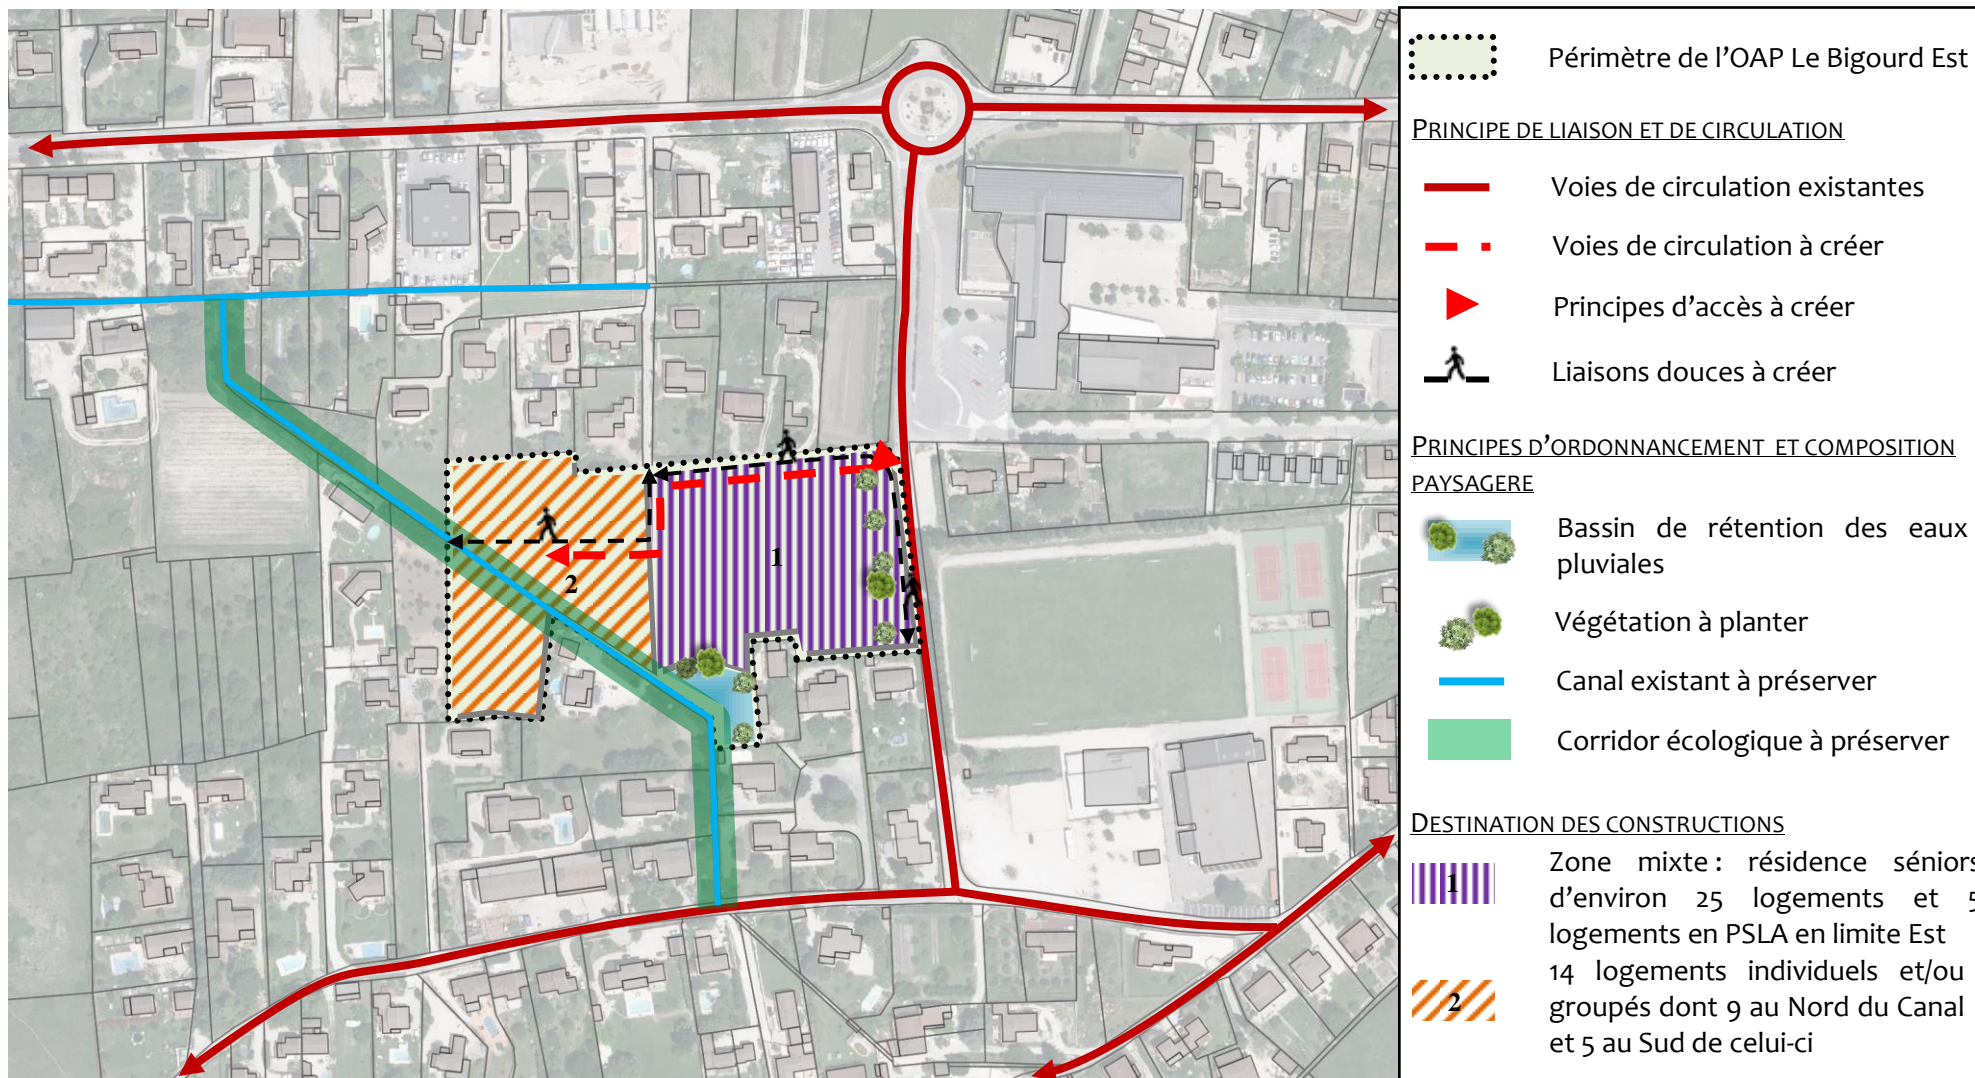 1
2
Périmètre de l'OAP Le Bigourd Est
PRINCIPE DE LIAISON ET DE CIRCULATION
Voies de circulation existantes
Voies de circulation à créer
Principes d'accès à créer
Liaisons douces à créer
PRINCIPES D'ORDONNANCEMENT ET COMPOSITION
PAYSAGERE
Bassin de rétention des eaux
pluviales
Végétation à planter
Canal existant à préserver
Corridor écologique à préserver
DESTINATION DES CONSTRUCTIONS
1
Zone mixte : résidence séniors
d'environ 25 logements et 5
logements en PSLA en limite Est
2
14 logements individuels et/ou
groupés dont 9 au Nord du Canal
et 5 au Sud de celui-ci